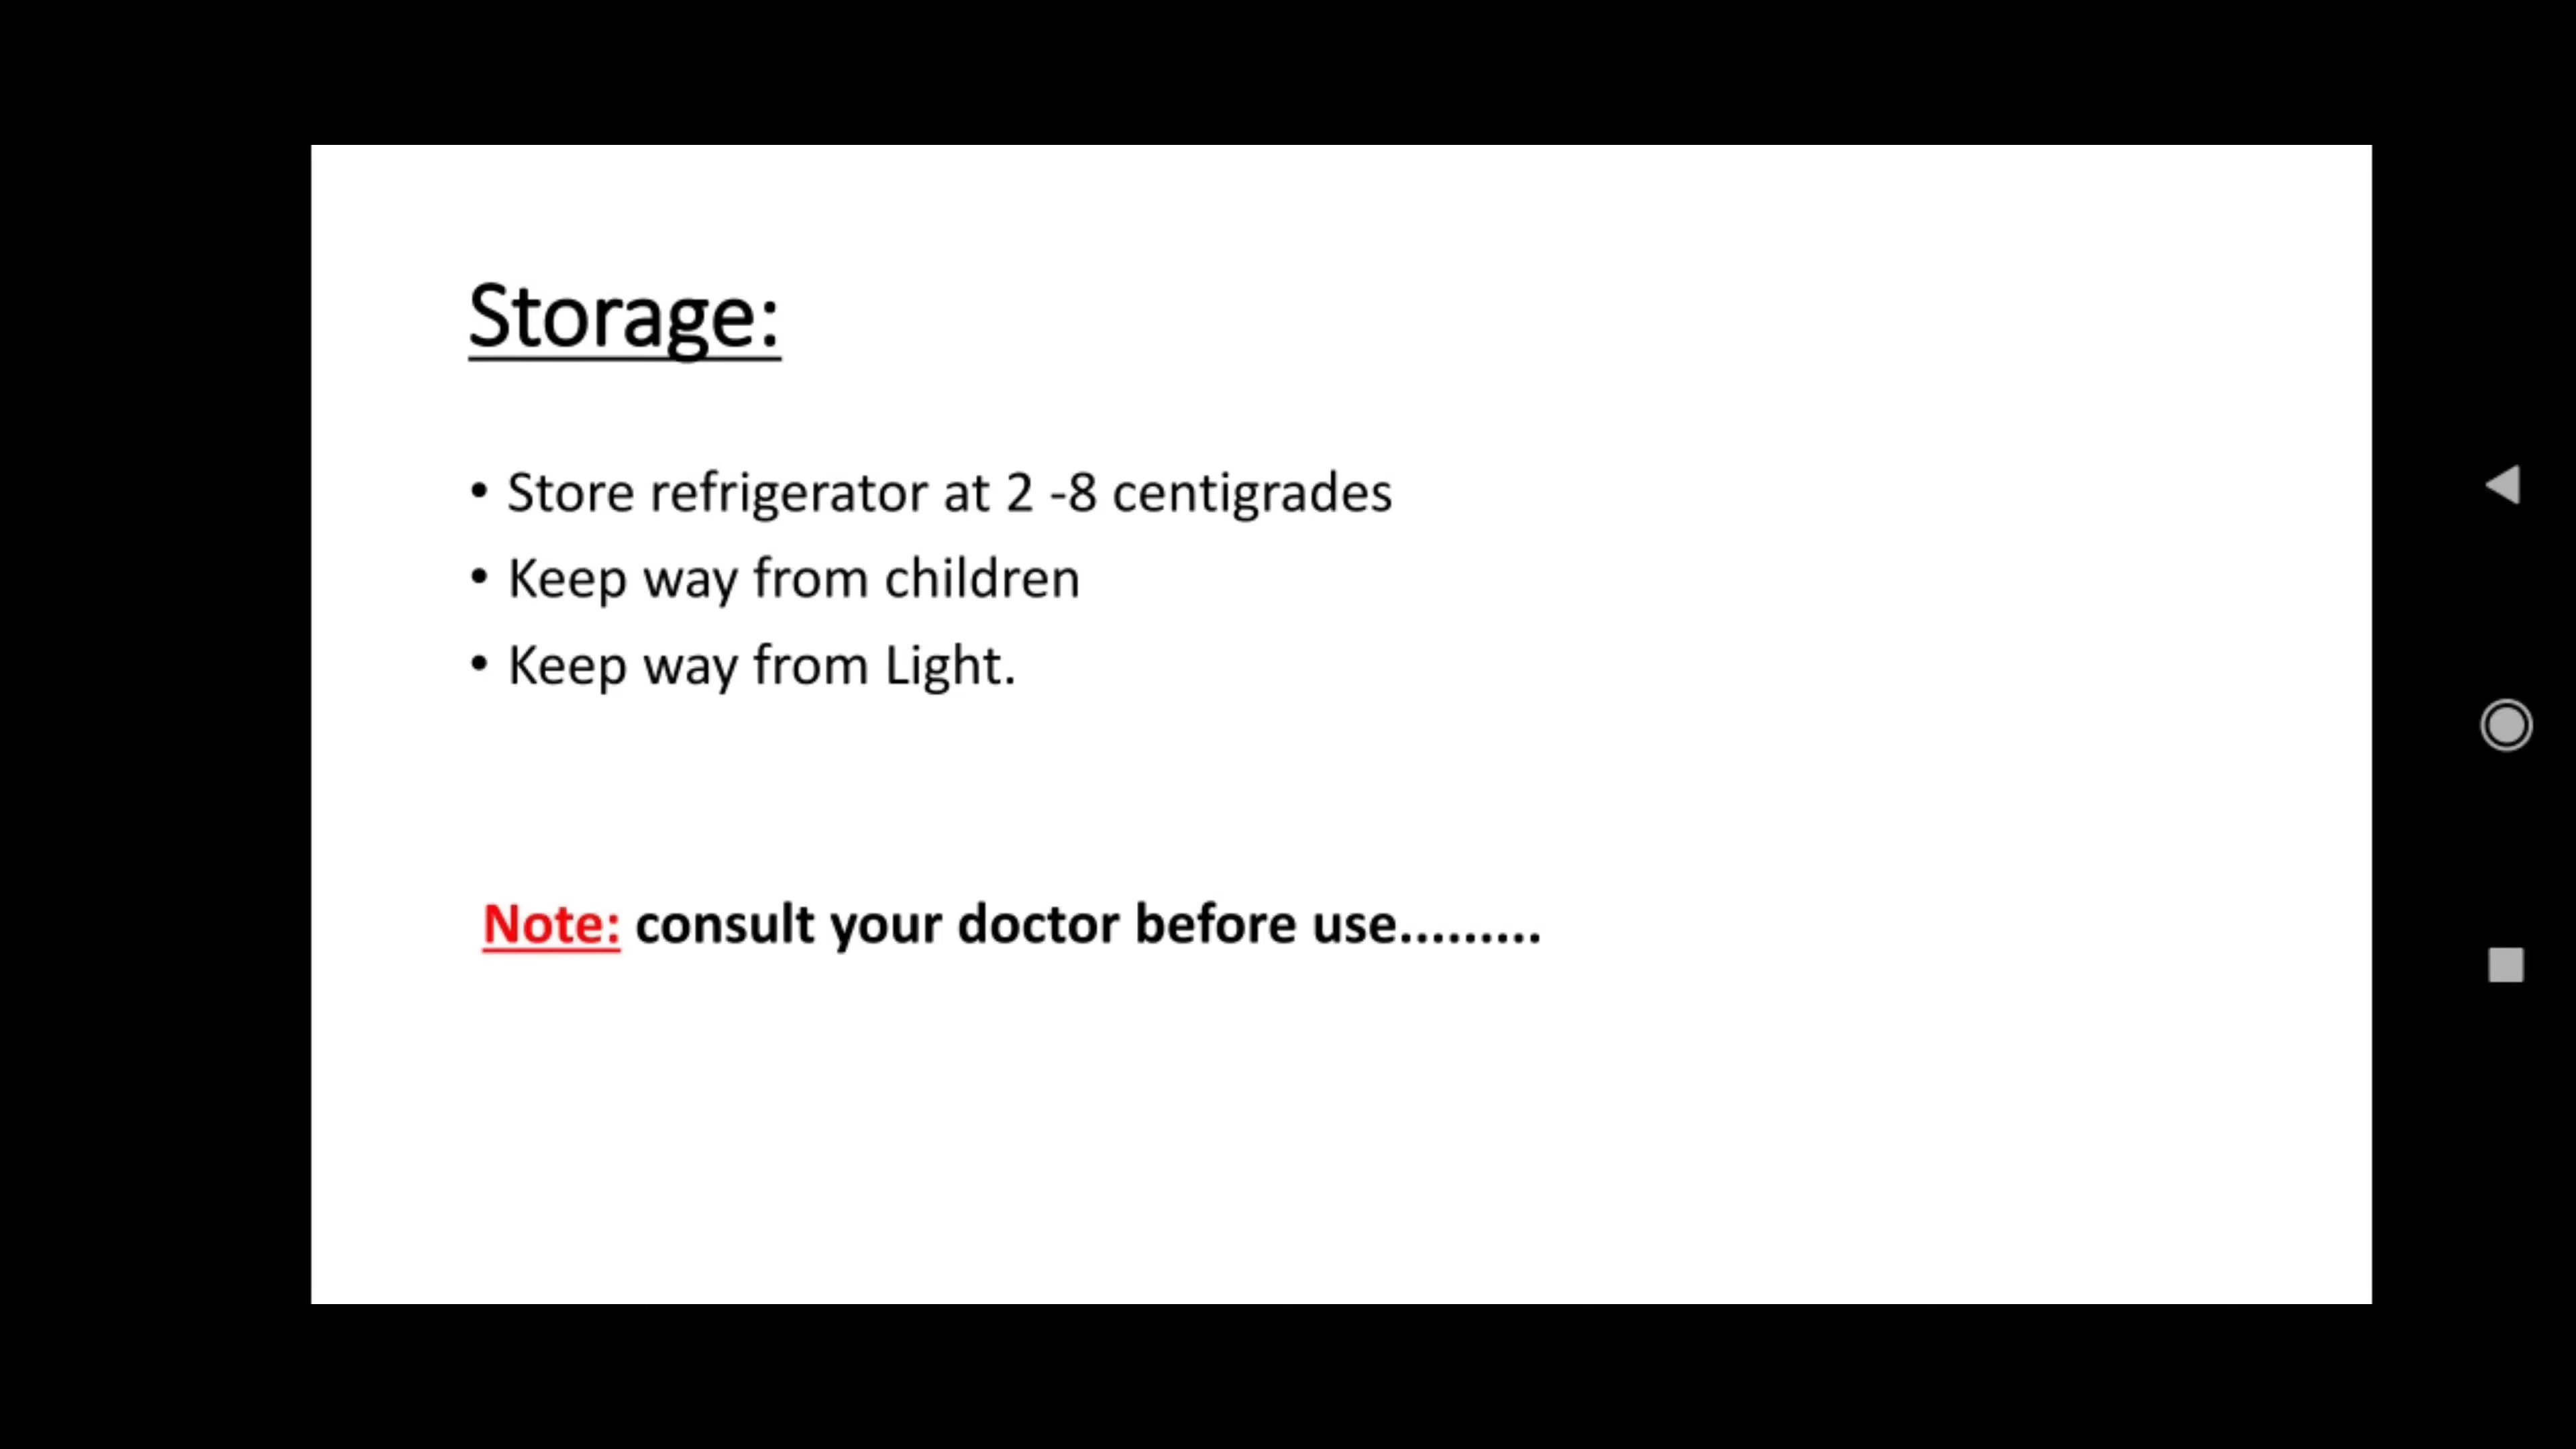 Storage:
• Store refrigerator at 2 -8 centigrades
• Keep way from children
• Keep way from Light.
Note: consult your doctor before use.........